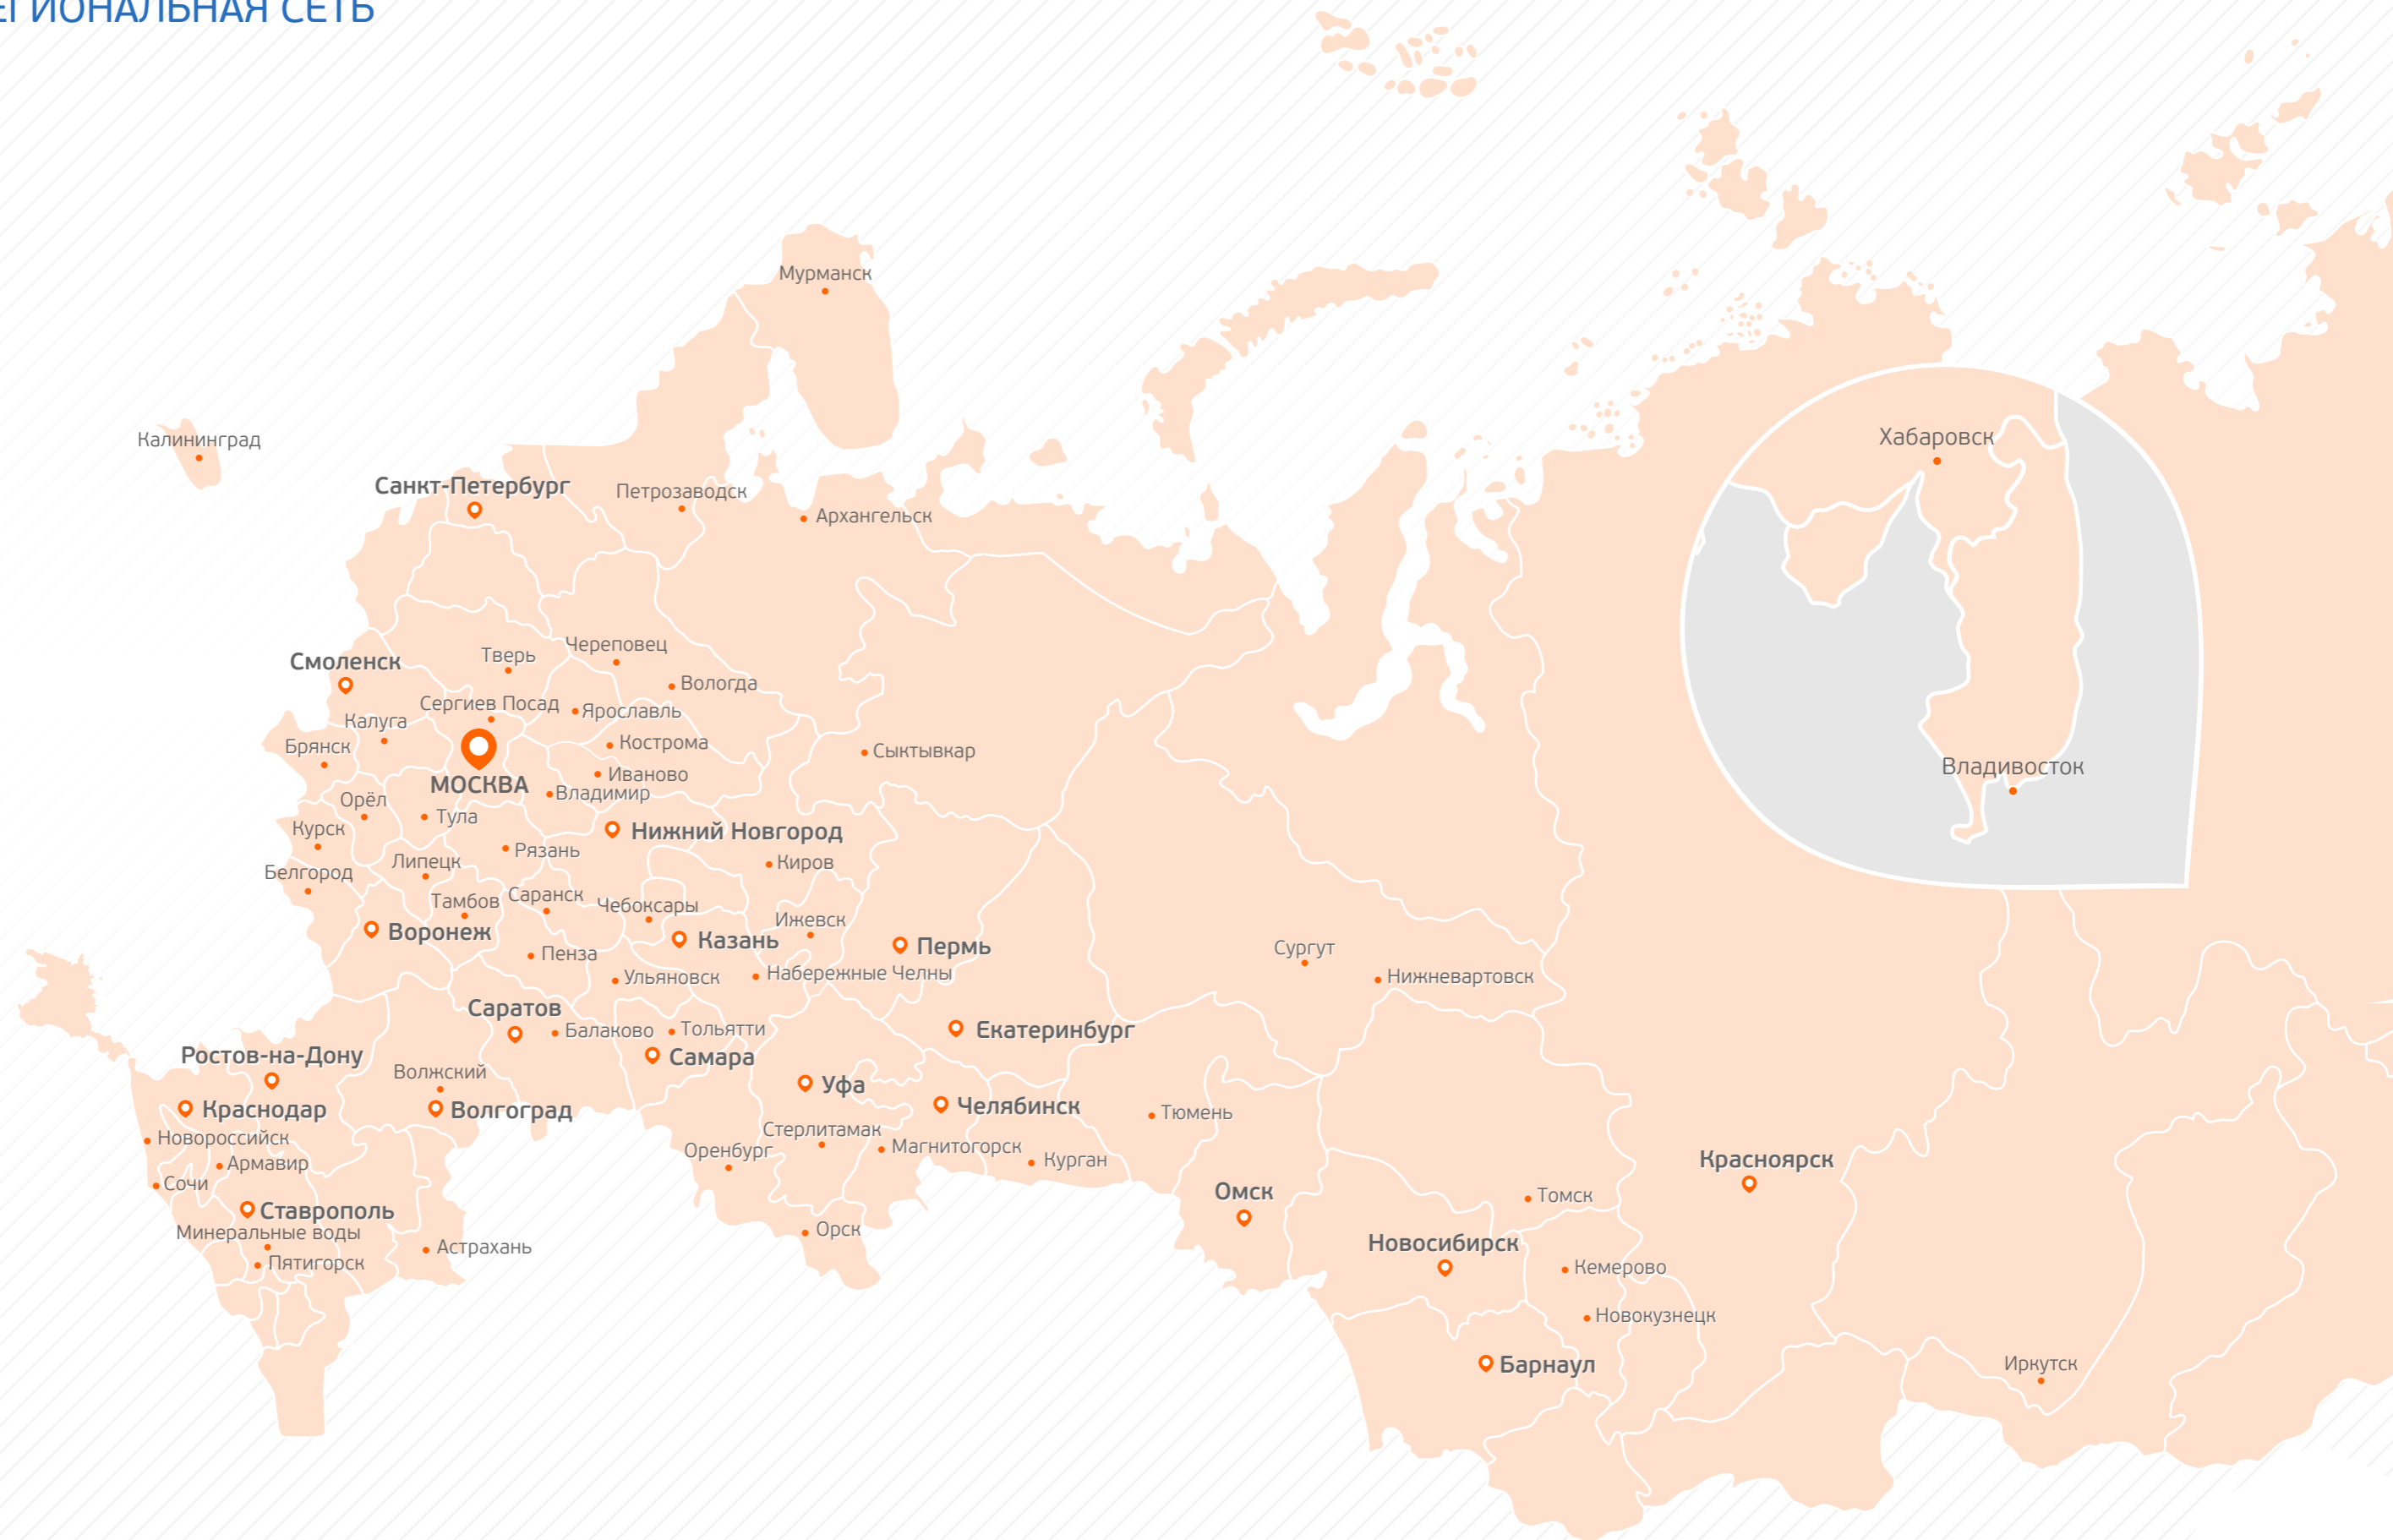 ЕГИОНАЛЬНАЯ СЕТЬ
Мурманск
Калининград
Хабаровск
Санкт-Петербург
Петрозаводск
Архангельск
Череповец
Тверь
Смоленск
Вологда
Сергиев Посад
Ярославль
Калуга
Кострома
Брянск
Сыктывкар
Владивосток
Иваново
МОСКВА
Владимир
Орёл
Тула
Курск
Нижний Новгород
Рязань
Липецк
Киров
Белгород
Саранск
Тамбов
Чебоксары
Ижевск
Воронеж
Казань
Пермь
Сургут
Пенза
Набережные Челны
Ульяновск
Нижневартовск
Саратов
Балаково
Тольятти
Екатеринбург
Ростов-на-Дону
Самара
Волжский
Уфа
Краснодар
Волгоград
Челябинск
Тюмень
Стерлитамак
Новороссийск
Оренбург
Магнитогорск
Курган
Красноярск
Армавир
Сочи
Омск
Томск
Ставрополь
Минеральные воды
Орск
Новосибирск
Астрахань
Пятигорск
Кемерово
Новокузнецк
Барнаул
Иркутск